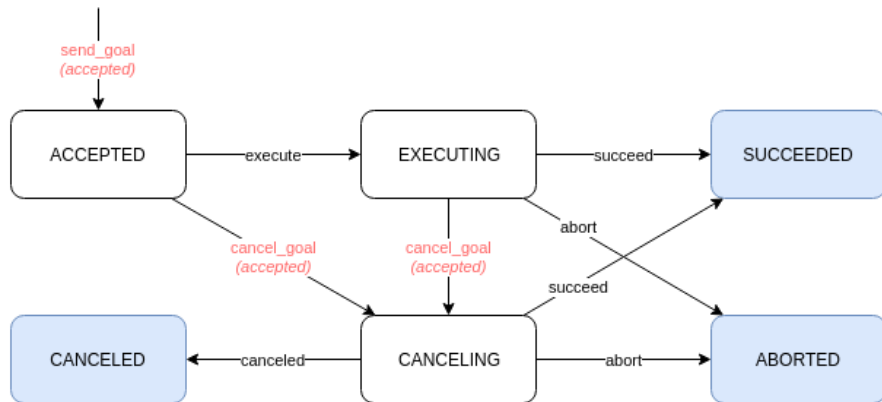 send_goal
(accepted)
ACCEPTED
execute
EXECUTING
succeed
SUCCEEDED
cancel_goal
(accepted)
cancel_goal
(accepted)
abort
succeed
CANCELED
canceled
CANCELING
abort
ABORTED